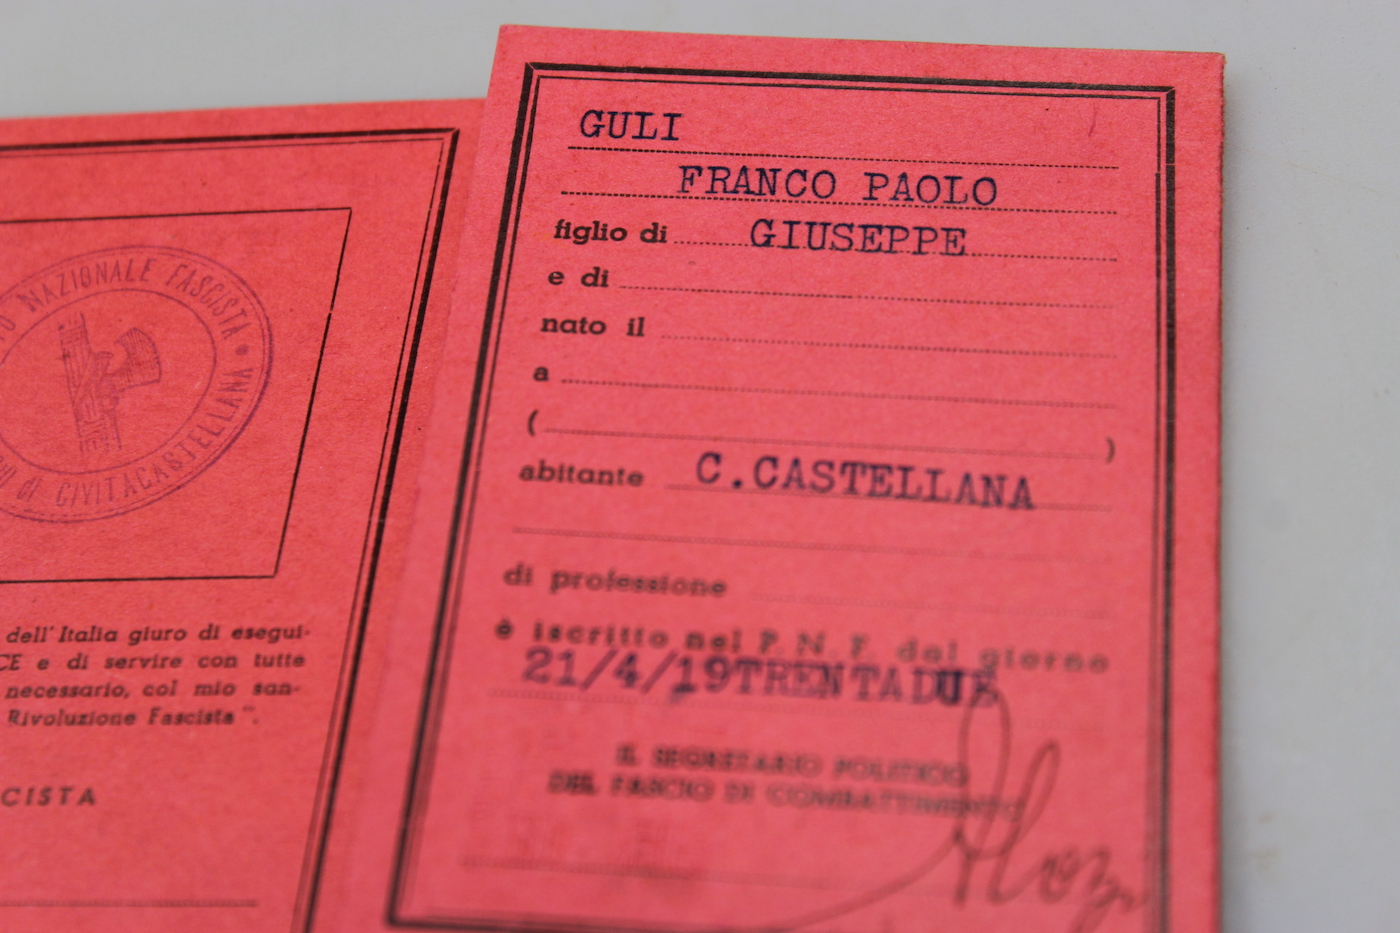 NAZIONALE FASCISTA
di CIVITACASTELLANA
dell'Italia giuro di esegui-
CE e di servire con tutte
necessario, col mio san-
Rivoluzione Fascista".
CISTA
GULI
FRANCO PAOLO
figlio di GIUSEPPE
e di
nato il
a
( )
abitante C.CASTELLANA
di professione
è iscritto nel P. N. F. dal giorno
21/4/19TRENTADUE
IL SEGRETARIO POLITICO
DEL FASCIO DI COMBATTIMENTO